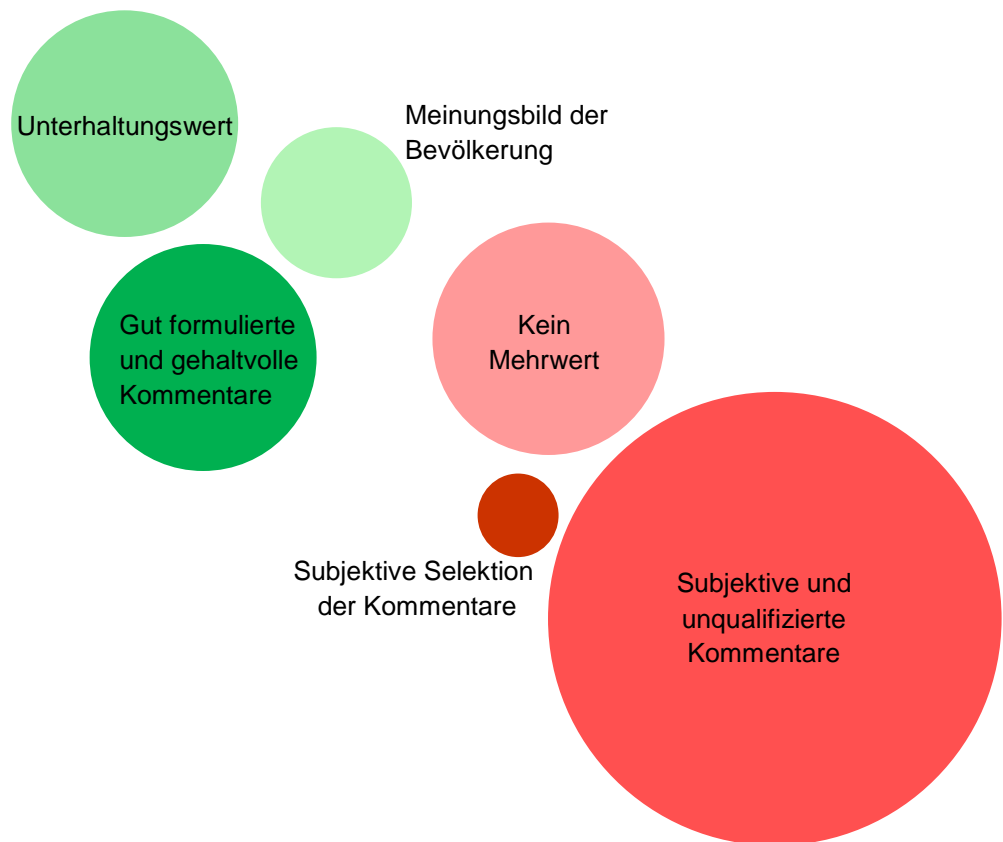 Unterhaltungswert
Meinungsbild der
Bevölkerung
Gut formulierte
und gehaltvolle
Kommentare
Kein
Mehrwert
Subjektive Selektion
der Kommentare
Subjektive und
unqualifizierte
Kommentare